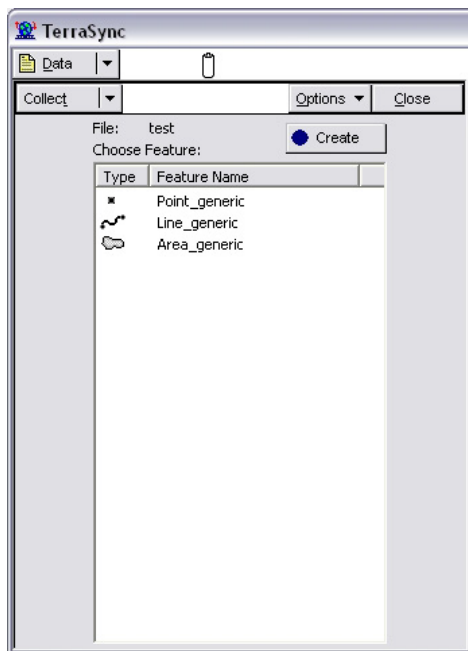 TerraSync
Data
Collect Options Close
File: test Create
Choose Feature:
Type Feature Name
Point_generic
Line_generic
Area_generic